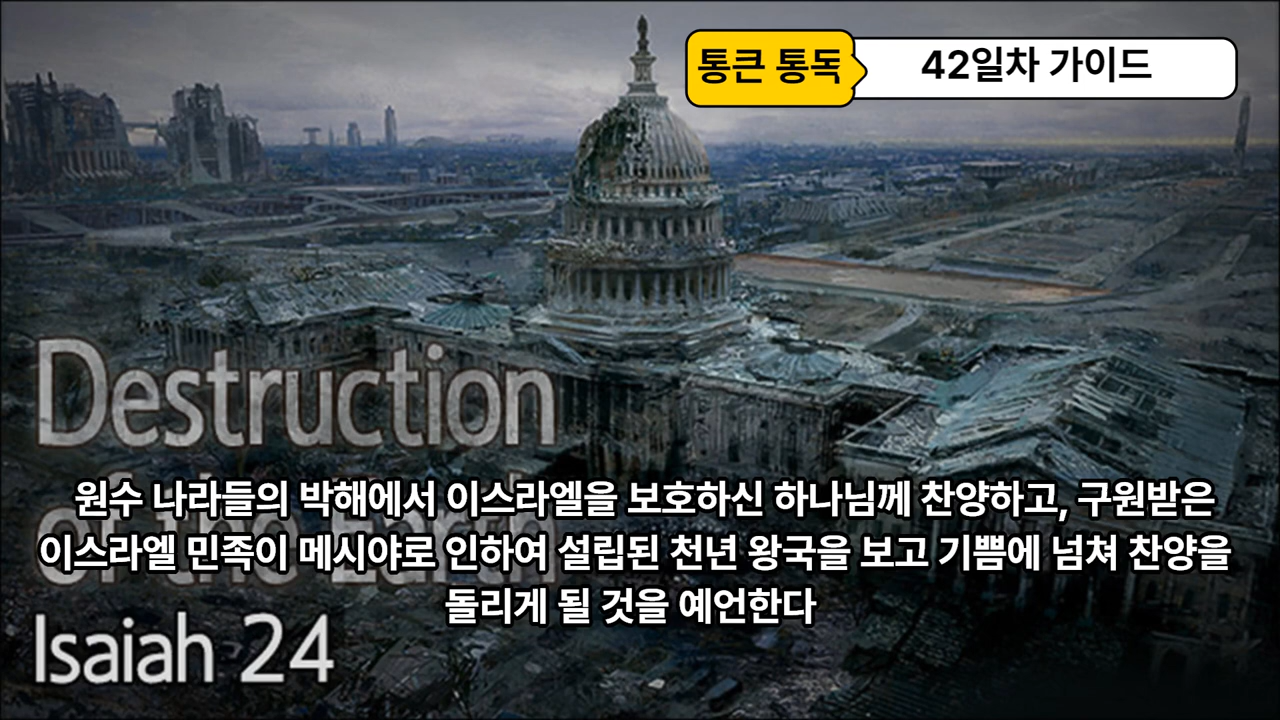 통큰 통독
42일차 가이드
Destruction
of the Earth
원수 나라들의 박해에서 이스라엘을 보호하신 하나님께 찬양하고, 구원받은
이스라엘 민족이 메시야로 인하여 설립된 천년 왕국을 보고 기쁨에 넘쳐 찬양을
돌리게 될 것을 예언한다
Isaiah 24